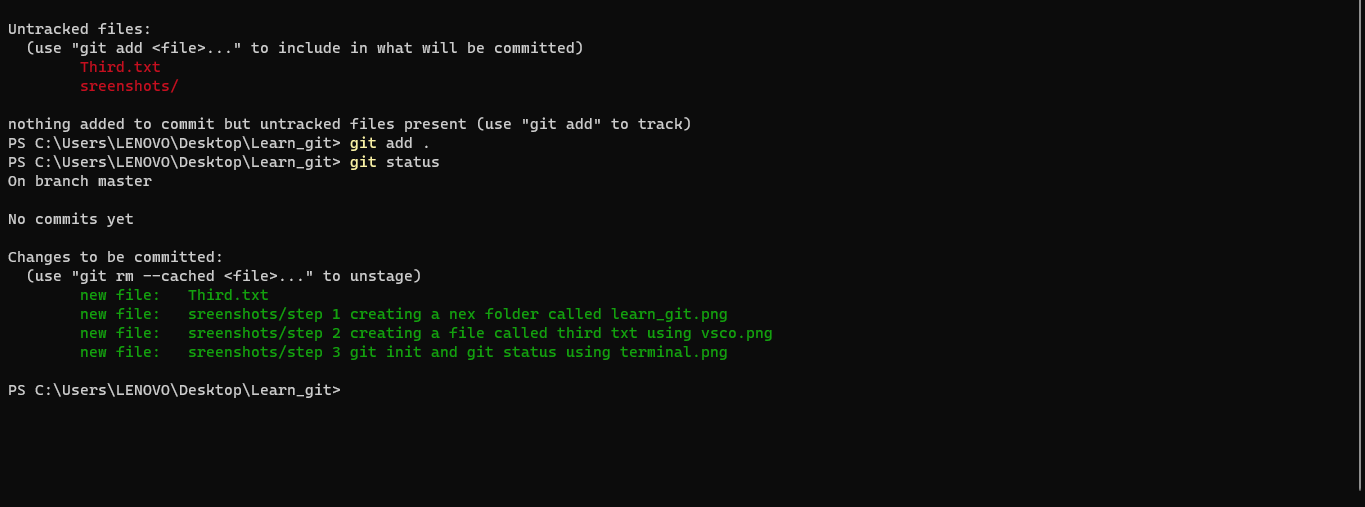 Untracked files:
  (use "git add <file>..." to include in what will be committed)
        Third.txt
        sreenshots/

nothing added to commit but untracked files present (use "git add" to track)
PS C:\Users\LENOVO\Desktop\Learn_git> git add .
PS C:\Users\LENOVO\Desktop\Learn_git> git status
On branch master

No commits yet

Changes to be committed:
  (use "git rm --cached <file>..." to unstage)
        new file:   Third.txt
        new file:   sreenshots/step 1 creating a nex folder called learn_git.png
        new file:   sreenshots/step 2 creating a file called third txt using vsco.png
        new file:   sreenshots/step 3 git init and git status using terminal.png

PS C:\Users\LENOVO\Desktop\Learn_git>